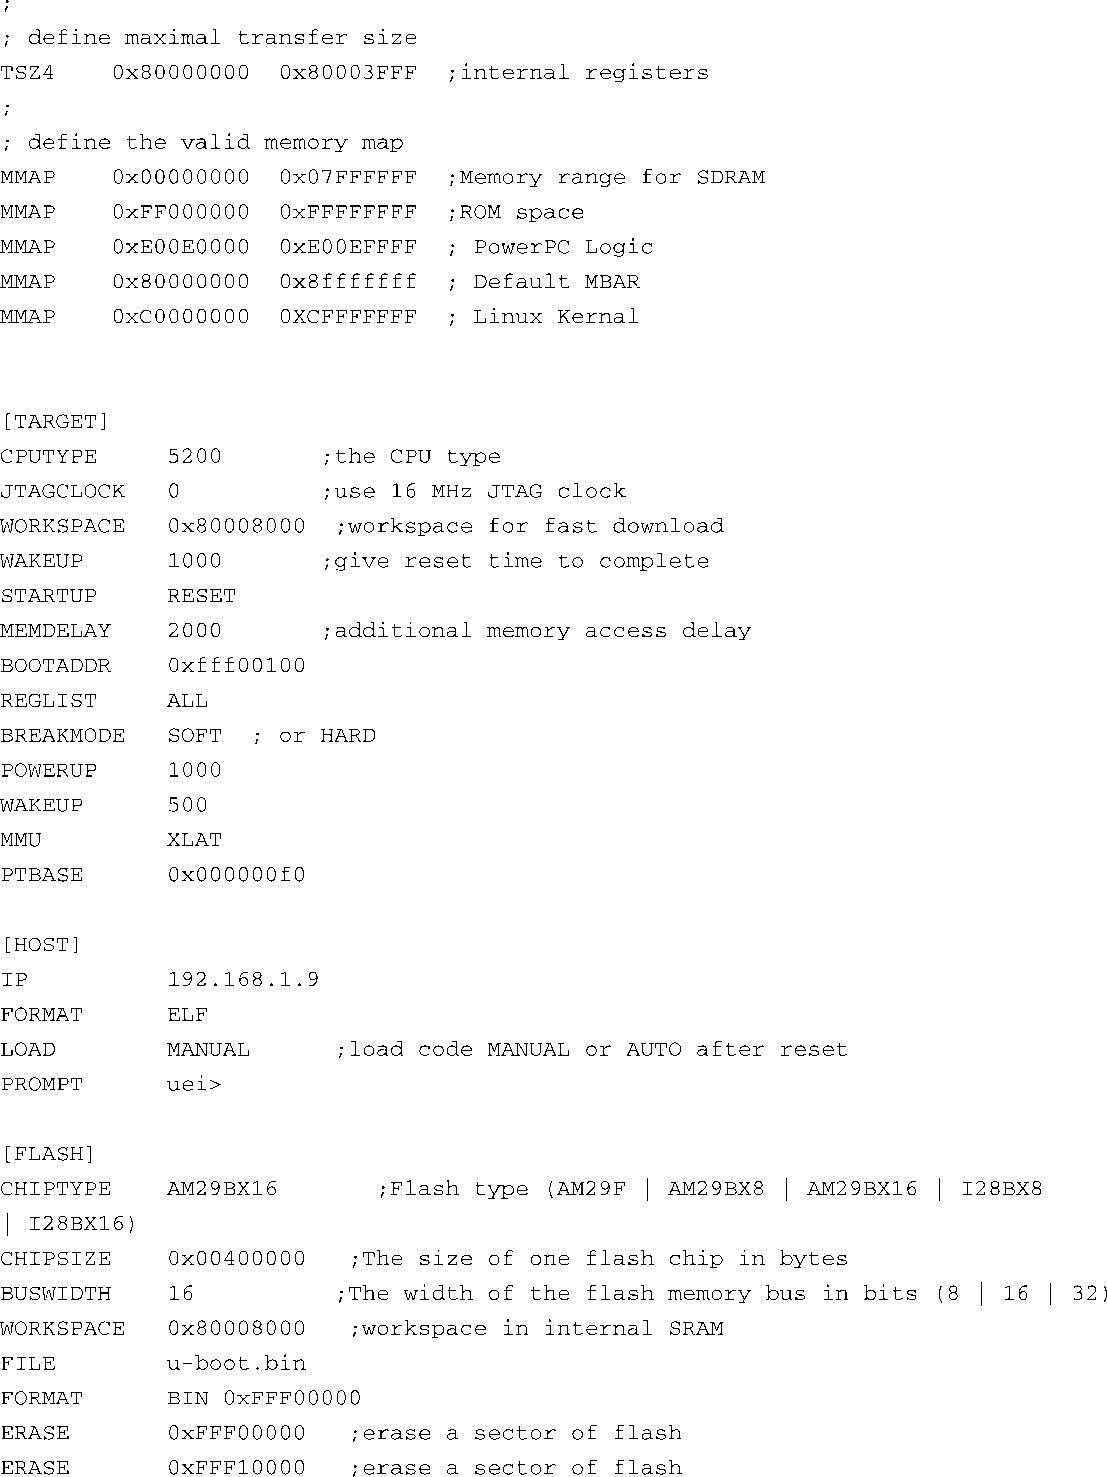 ;
; define maximal transfer size
TSZ4    0x80000000  0x80003FFF  ;internal registers
;
; define the valid memory map
MMAP    0x00000000  0x07FFFFFF  ;Memory range for SDRAM
MMAP    0xFF000000  0xFFFFFFFF  ;ROM space
MMAP    0xE00E0000  0xE00EFFFF  ; PowerPC Logic
MMAP    0x80000000  0x8fffffff  ; Default MBAR
MMAP    0xC0000000  0XCFFFFFFF  ; Linux Kernal
[TARGET]
CPUTYPE     5200       ;the CPU type
JTAGCLOCK   0          ;use 16 MHz JTAG clock
WORKSPACE   0x80008000  ;workspace for fast download
WAKEUP      1000       ;give reset time to complete
STARTUP     RESET
MEMDELAY    2000       ;additional memory access delay
BOOTADDR    0xfff00100
REGLIST     ALL
BREAKMODE   SOFT  ; or HARD
POWERUP     1000
WAKEUP      500
MMU         XLAT
PTBASE      0x000000f0
[HOST]
IP          192.168.1.9
FORMAT      ELF
LOAD        MANUAL      ;load code MANUAL or AUTO after reset
PROMPT      uei>
[FLASH]
CHIPTYPE    AM29BX16       ;Flash type (AM29F | AM29BX8 | AM29BX16 | I28BX8
| I28BX16)
CHIPSIZE    0x00400000   ;The size of one flash chip in bytes
BUSWIDTH    16          ;The width of the flash memory bus in bits (8 | 16 | 32)
WORKSPACE   0x80008000   ;workspace in internal SRAM
FILE        u-boot.bin
FORMAT      BIN 0xFFF00000
ERASE       0xFFF00000   ;erase a sector of flash
ERASE       0xFFF10000   ;erase a sector of flash